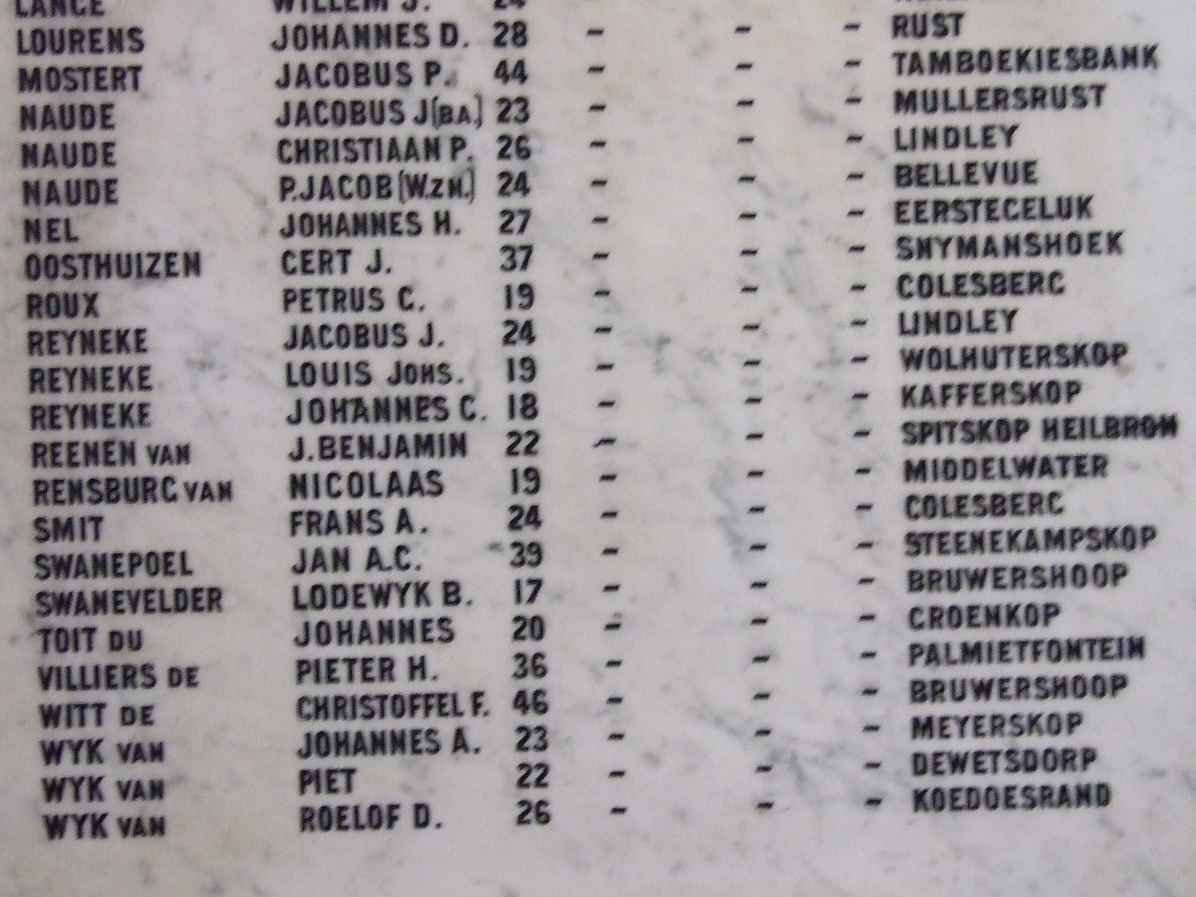 LANGE WILLEM J. 24
LOURENS JOHANNES D. 28 - - - RUST
MOSTERT JACOBUS P. 44 - - - TAMBOEKIESBANK
NAUDE JACOBUS J(BA.) 23 - - - MULLERSRUST
NAUDE CHRISTIAAN P. 26 - - - LINDLEY
NAUDE P.JACOB (W.ZN.) 24 - - - BELLEVUE
NEL JOHANNES H. 27 - - - EERSTEGELUK
OOSTHUIZEN GERT J. 37 - - - SNYMANSHOEK
ROUX PETRUS C. 19 - - - COLESBERG
REYNEKE JACOBUS J. 24 - - - LINDLEY
REYNEKE LOUIS JOHS. 19 - - - WOLHUTERSKOP
REYNEKE JOHANNES C. 18 - - - KAFFERSKOP
REENEN VAN J.BENJAMIN 22 - - - SPITSKOP HEILBRON
RENSBURG VAN NICOLAAS 19 - - - MIDDELWATER
SMIT FRANS A. 24 - - - COLESBERG
SWANEPOEL JAN A.C. 39 - - - STEENEKAMPSKOP
SWANEVELDER LODEWYK B. 17 - - - BRUWERSHOOP
TOIT DU JOHANNES 20 - - - GROENKOP
VILLIERS DE PIETER H. 36 - - - PALMIETFONTEIN
WITT DE CHRISTOFFEL F. 46 - - - BRUWERSHOOP
WYK VAN JOHANNES A. 23 - - - MEYERSKOP
WYK VAN PIET 22 - - - DEWETSDORP
WYK VAN ROELOF D. 26 - - - KOEDOESRAND